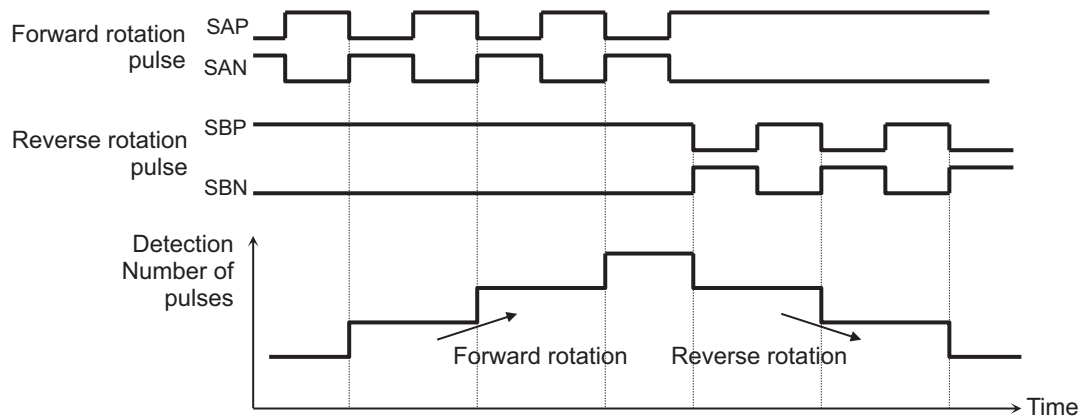 Forward rotation
pulse
SAP
SAN
Reverse rotation
pulse
SBP
SBN
Detection
Number of
pulses
Forward rotation
Reverse rotation
Time